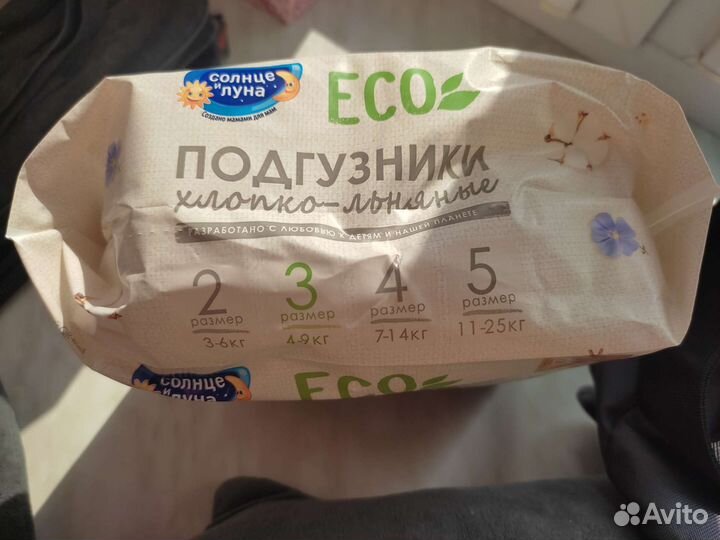 СОЛНЦЕ
И
ЛУНА
Создано мамами для мам
ECO
ПОДГУЗНИКИ
хлопко-льняные
РАЗРАБОТАНО С ЛЮБОВЬЮ К ДЕТЯМ И НАШЕЙ ПЛАНЕТЕ
2 3 4 5
размер размер размер размер
3-6кг 4-9кг 7-14кг 11-25кг
СОЛНЦЕ
И
ЛУНА
ECO
Avito